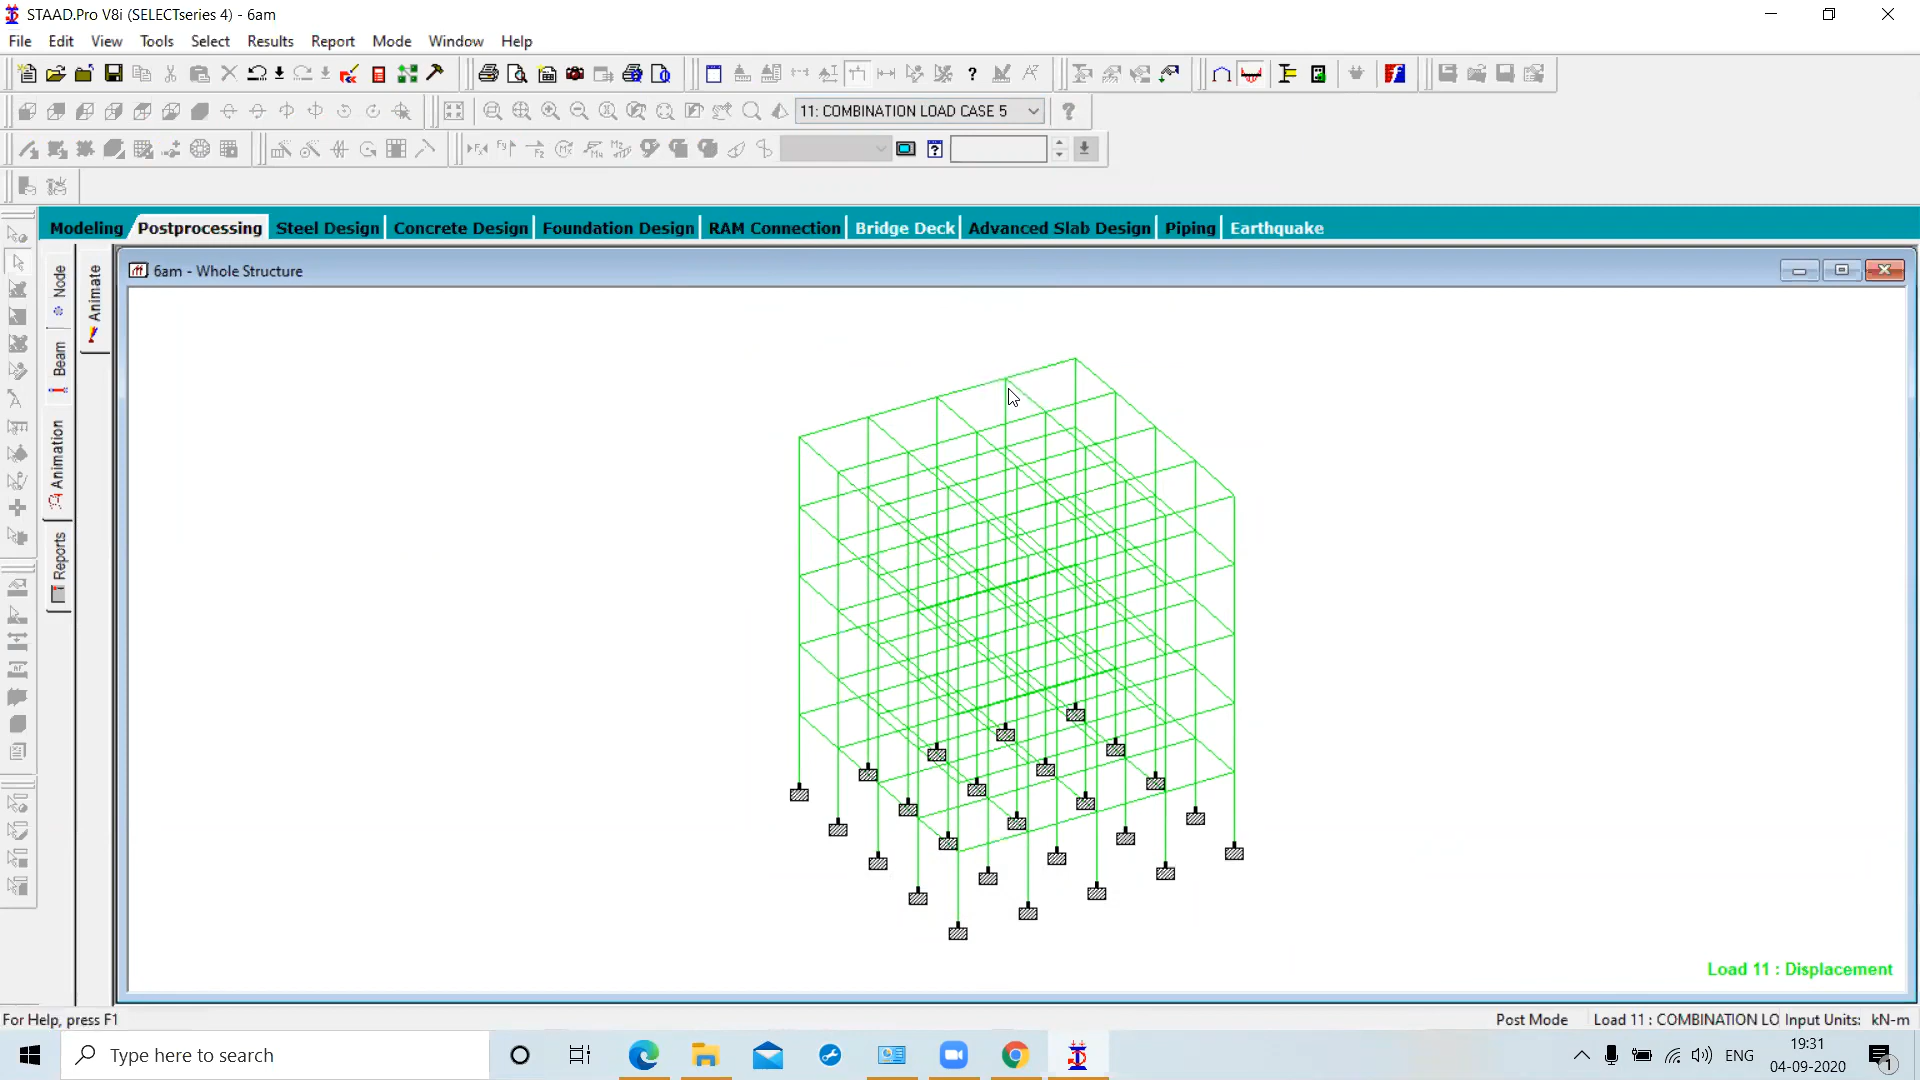 STAAD.Pro V8i (SELECTseries 4) - 6am
File Edit View Tools Select Results Report Mode Window Help
11: COMBINATION LOAD CASE 5
Modeling Postprocessing Steel Design Concrete Design Foundation Design RAM Connection Bridge Deck Advanced Slab Design Piping Earthquake
6am - Whole Structure
Node
Beam
Animation
Reports
Animate
Load 11 : Displacement
For Help, press F1
Post Mode Load 11 : COMBINATION LO Input Units: kN-m
Type here to search
ENG
19:31
04-09-2020
1